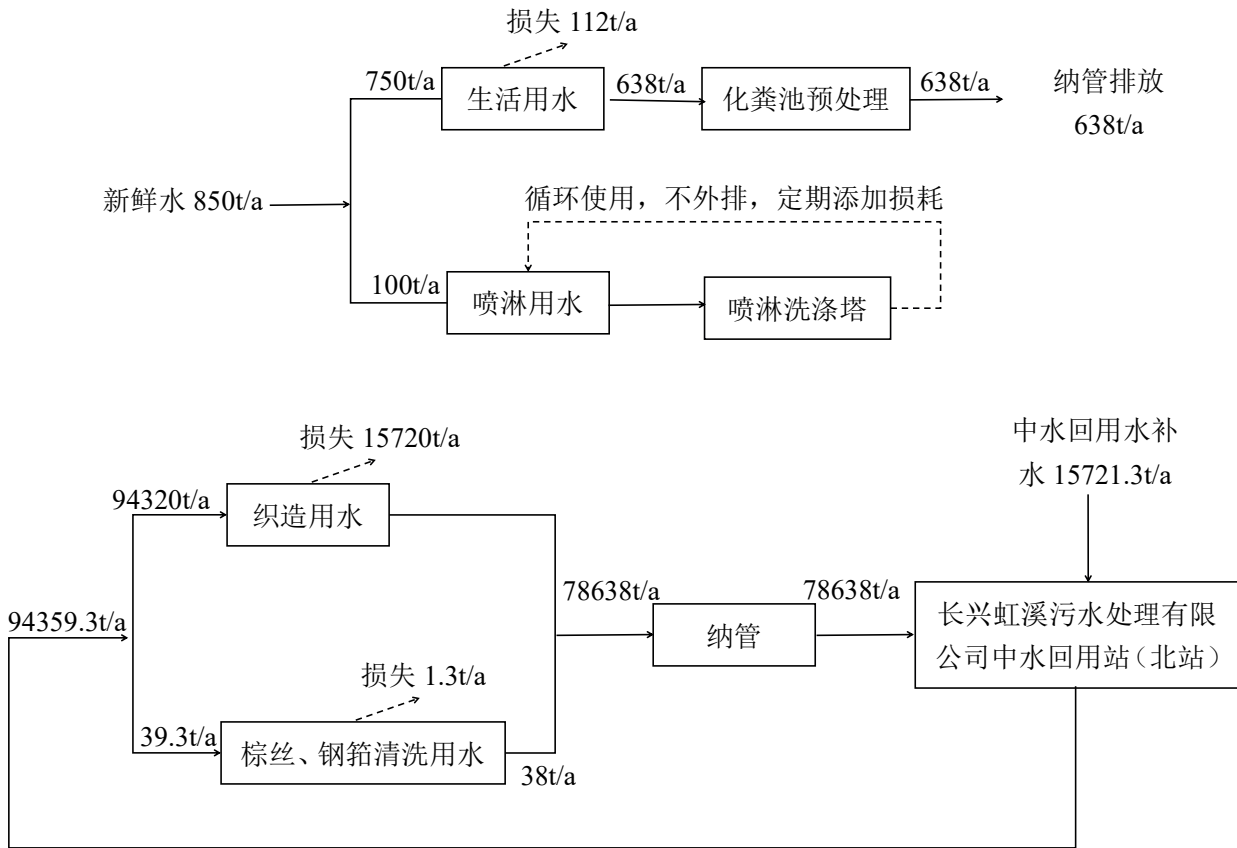 损失 112t/a
750t/a
生活用水
638t/a
化粪池预处理
638t/a
纳管排放
638t/a
新鲜水 850t/a
循环使用，不外排，定期添加损耗
100t/a
喷淋用水
喷淋洗涤塔
损失 15720t/a
中水回用水补
水 15721.3t/a
94320t/a
织造用水
94359.3t/a
78638t/a
纳管
78638t/a
长兴虹溪污水处理有限
公司中水回用站（北站）
损失 1.3t/a
39.3t/a
棕丝、钢筘清洗用水
38t/a